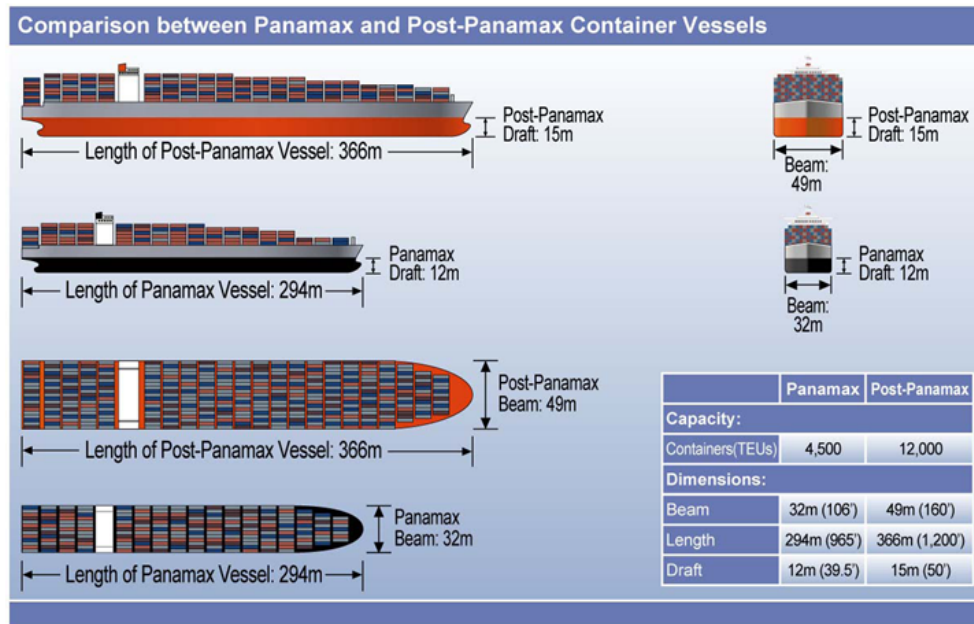 Comparison between Panamax and Post-Panamax Container Vessels
Post-Panamax
Draft: 15m
Length of Post-Panamax Vessel: 366m
Post-Panamax
Draft: 15m
Beam:
49m
Panamax
Draft: 12m
Length of Panamax Vessel: 294m
Panamax
Draft: 12m
Beam:
32m
Post-Panamax
Beam: 49m
Length of Post-Panamax Vessel: 366m
Panamax
Beam: 32m
Length of Panamax Vessel: 294m
Panamax Post-Panamax
Capacity:
Containers(TEUs) 4,500 12,000
Dimensions:
Beam 32m (106') 49m (160')
Length 294m (965') 366m (1,200')
Draft 12m (39.5') 15m (50')